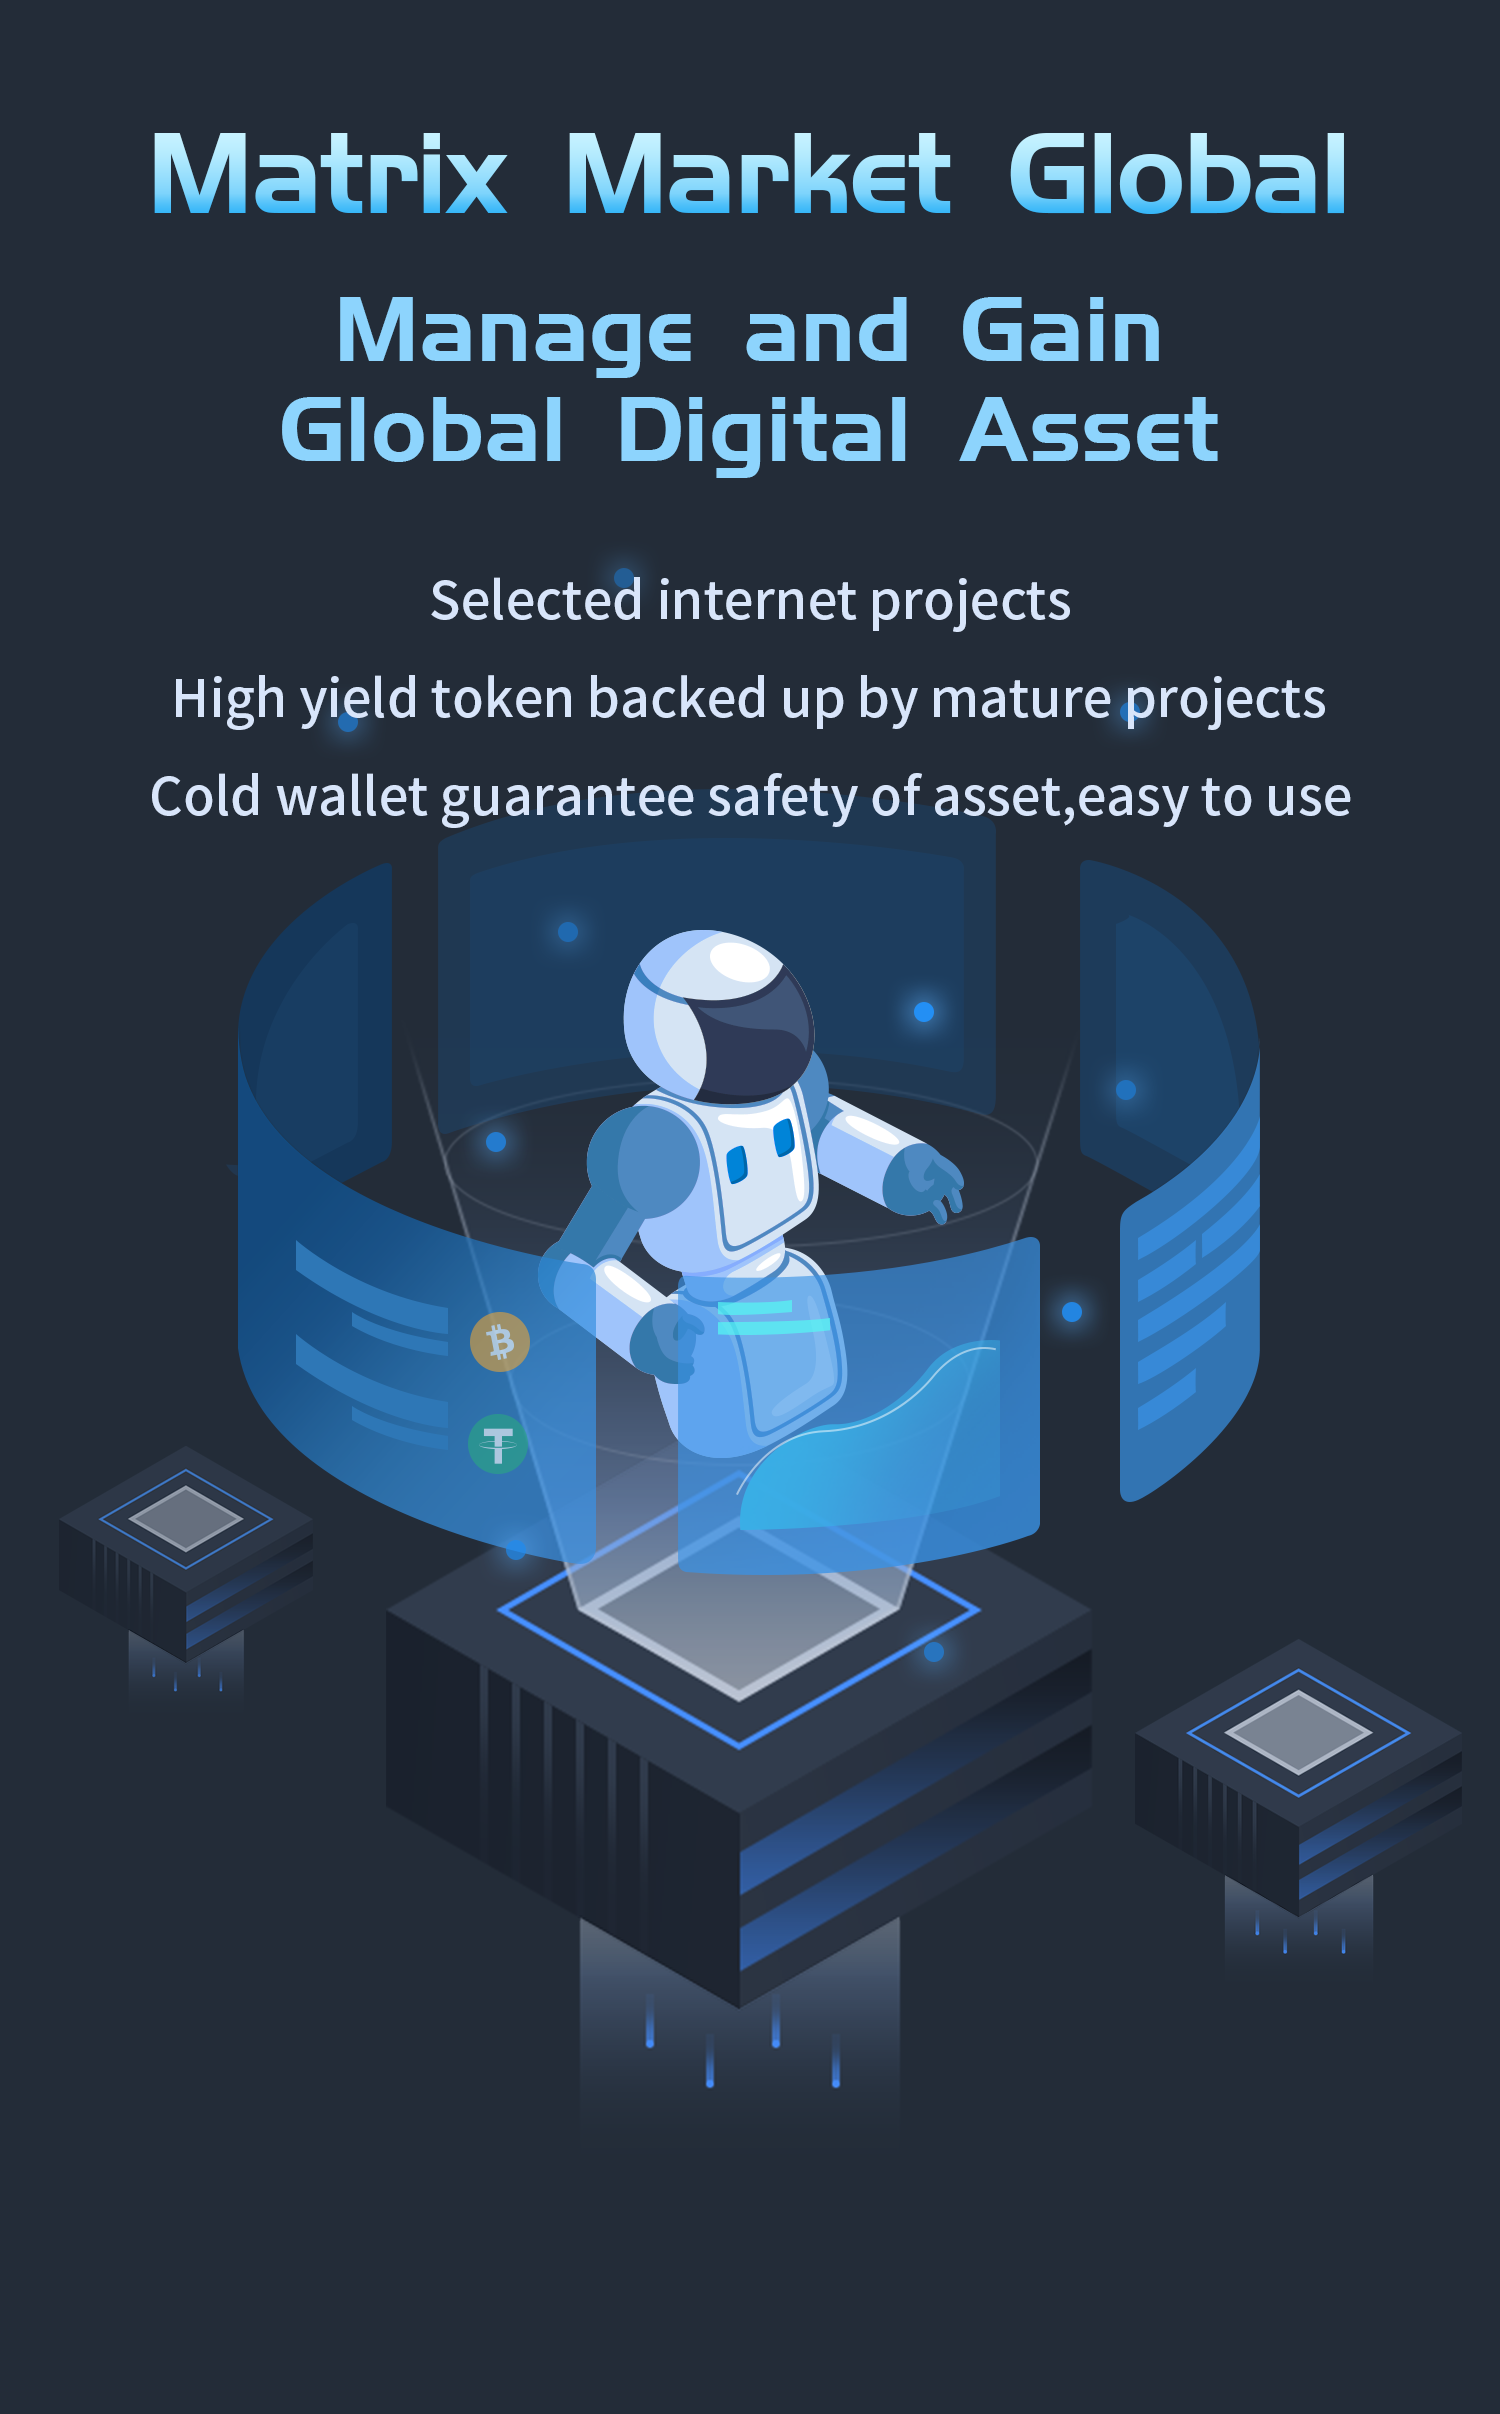 Matrix Market Global
Manage and Gain
Global Digital Asset
Selected internet projects
High yield token backed up by mature projects
Cold wallet guarantee safety of asset,easy to use